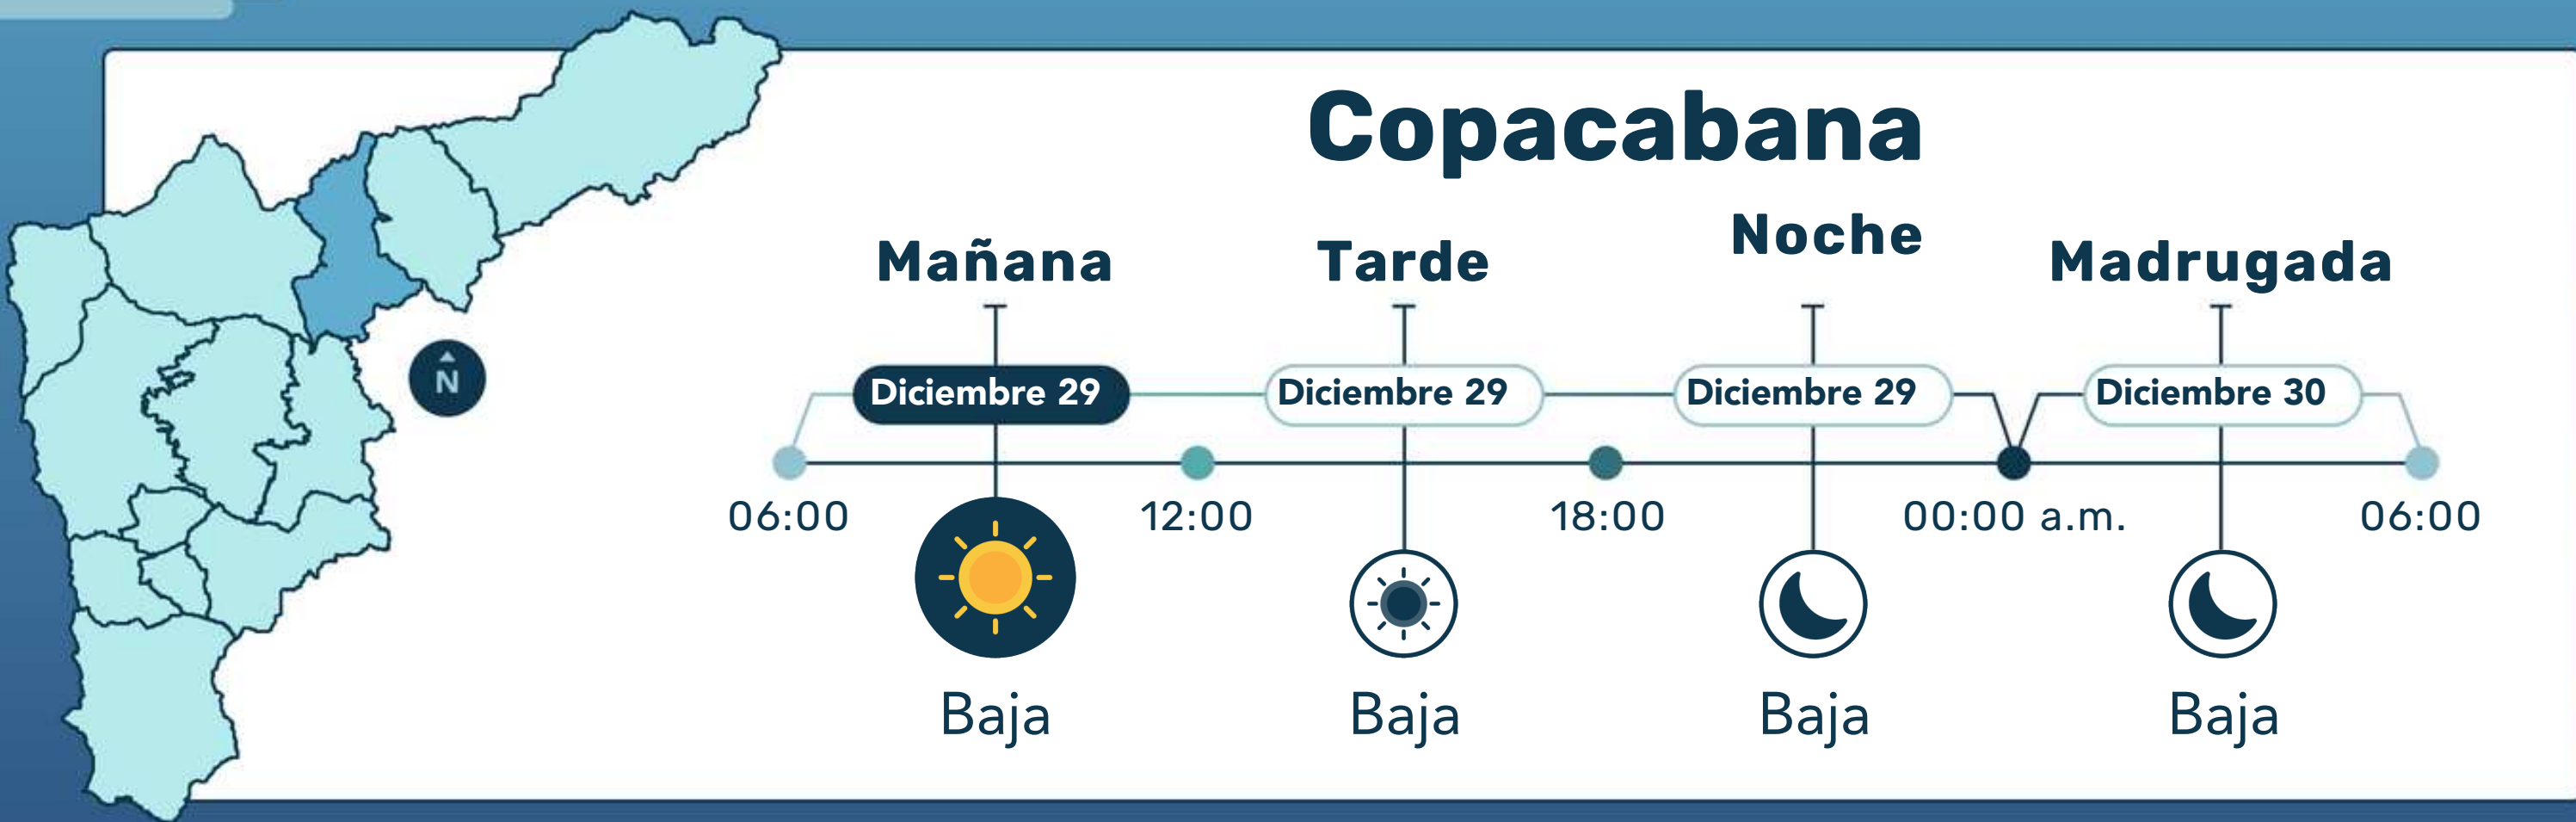 Copacabana
Mañana
Tarde
Noche
Madrugada
Diciembre 29
Diciembre 29
Diciembre 29
Diciembre 30
N
06:00
12:00
18:00
00:00 a.m.
06:00
Baja
Baja
Baja
Baja